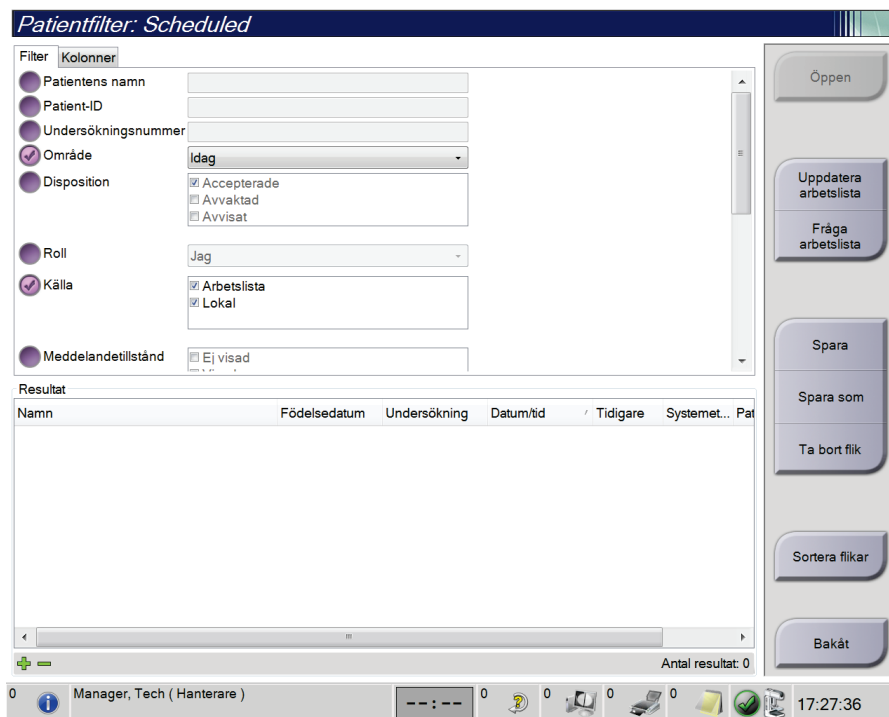 Patientfilter: Scheduled
Filter Kolonner
Patientens namn
Patient-ID
Undersökningsnummer
Område Idag
Disposition Accepterade
Avvaktad
Avvisat
Roll Jag
Källa Arbetslista
Lokal
Meddelandetillstånd Ej visad
Resultat
Namn Födelsedatum Undersökning Datum/tid Tidigare Systemet... Pat
Antal resultat: 0
Öppen
Uppdatera
arbetslista
Fråga
arbetslista
Spara
Spara som
Ta bort flik
Sortera flikar
Bakåt
0 Manager, Tech ( Hanterare ) --:-- 0 0 0 0 17:27:36